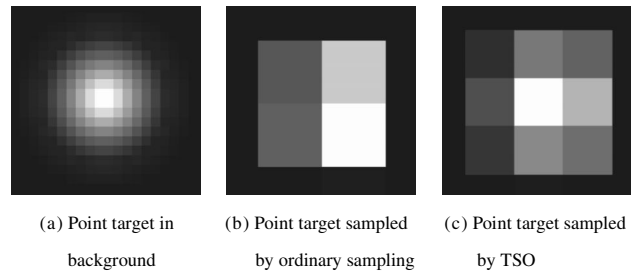 (a) Point target in
background
(b) Point target sampled
by ordinary sampling
(c) Point target sampled
by TSO